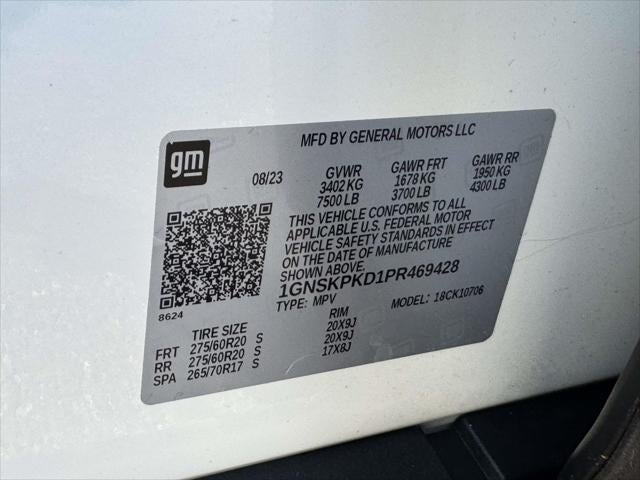 gm
MFD BY GENERAL MOTORS LLC
08/23 GVWR GAWR FRT GAWR RR
3402 KG 1678 KG 1950 KG
7500 LB 3700 LB 4300 LB
THIS VEHICLE CONFORMS TO ALL
APPLICABLE U.S. FEDERAL MOTOR
VEHICLE SAFETY STANDARDS IN EFFECT
ON THE DATE OF MANUFACTURE
SHOWN ABOVE.
1GNSKPKD1PR469428
8624 TYPE: MPV MODEL: 18CK10706
TIRE SIZE RIM
FRT 275/60R20 S 20X9J
RR 275/60R20 S 20X9J
SPA 265/70R17 S 17X8J